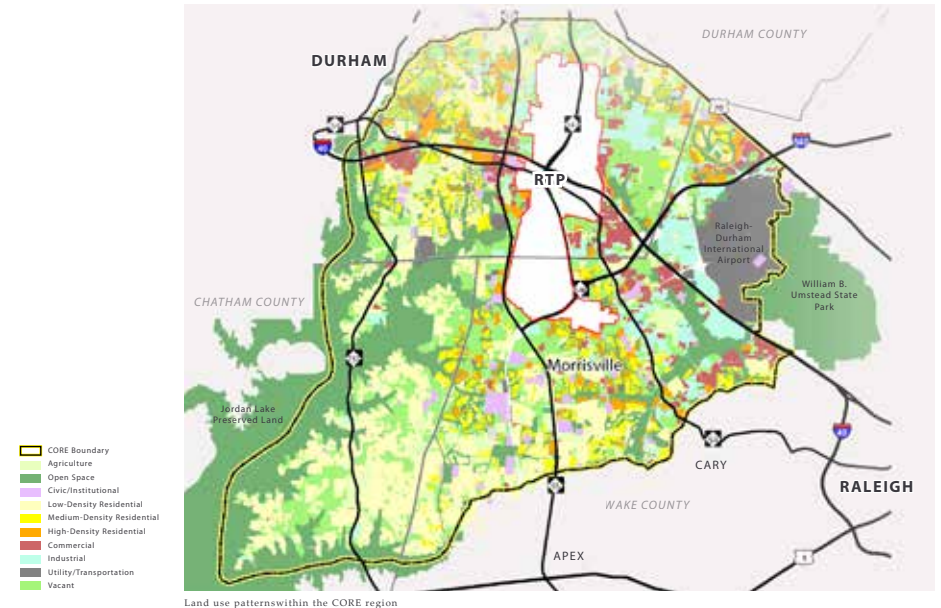 DURHAM COUNTY
DURHAM
40
RTP
Raleigh-
Durham
International
Airport
William B.
Umstead State
Park
CHATHAM COUNTY
Morrisville
Jordan Lake
Preserved Land
CORE Boundary
Agriculture
Open Space
Civic/Institutional
Low-Density Residential
Medium-Density Residential
High-Density Residential
Commercial
Industrial
Utility/Transportation
Vacant
40
CARY
RALEIGH
WAKE COUNTY
APEX
Land use patternswithin the CORE region